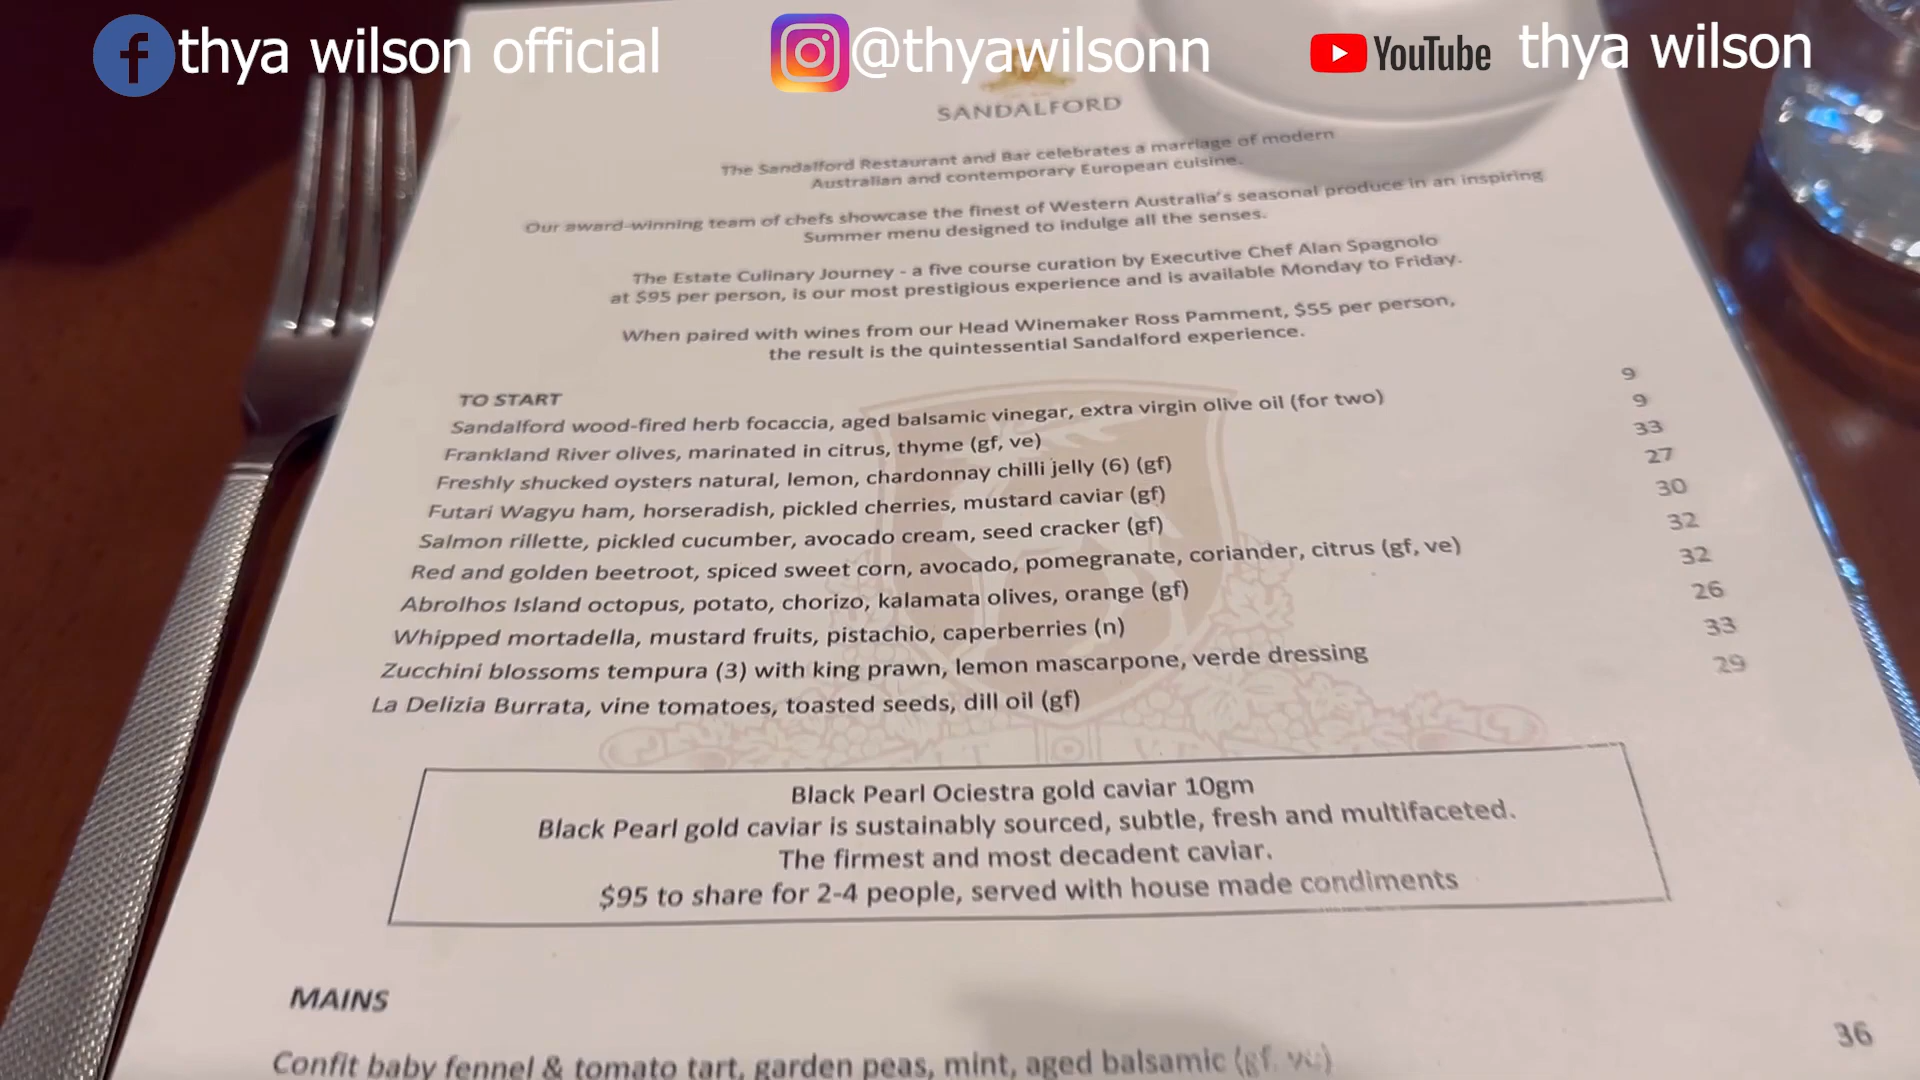 thya wilson official @thyawilsonn YouTube thya wilson
SANDALFORD
The Sandalford Restaurant and Bar celebrates a marriage of modern
Australian and contemporary European cuisine.
Our award-winning team of chefs showcase the finest of Western Australia's seasonal produce in an inspiring
Summer menu designed to indulge all the senses.
The Estate Culinary Journey - a five course curation by Executive Chef Alan Spagnolo
at $95 per person, is our most prestigious experience and is available Monday to Friday.
When paired with wines from our Head Winemaker Ross Pamment, $55 per person,
the result is the quintessential Sandalford experience.
TO START
Sandalford wood-fired herb focaccia, aged balsamic vinegar, extra virgin olive oil (for two) 9
Frankland River olives, marinated in citrus, thyme (gf, ve) 9
Freshly shucked oysters natural, lemon, chardonnay chilli jelly (6) (gf) 33
Futari Wagyu ham, horseradish, pickled cherries, mustard caviar (gf) 27
Salmon rillette, pickled cucumber, avocado cream, seed cracker (gf) 30
Red and golden beetroot, spiced sweet corn, avocado, pomegranate, coriander, citrus (gf, ve) 32
Abrolhos Island octopus, potato, chorizo, kalamata olives, orange (gf) 32
Whipped mortadella, mustard fruits, pistachio, caperberries (n) 26
Zucchini blossoms tempura (3) with king prawn, lemon mascarpone, verde dressing 33
La Delizia Burrata, vine tomatoes, toasted seeds, dill oil (gf) 29
Black Pearl Ociestra gold caviar 10gm
Black Pearl gold caviar is sustainably sourced, subtle, fresh and multifaceted.
The firmest and most decadent caviar.
$95 to share for 2-4 people, served with house made condiments
MAINS
Confit baby fennel & tomato tart, garden peas, mint, aged balsamic (gf, ve) 36